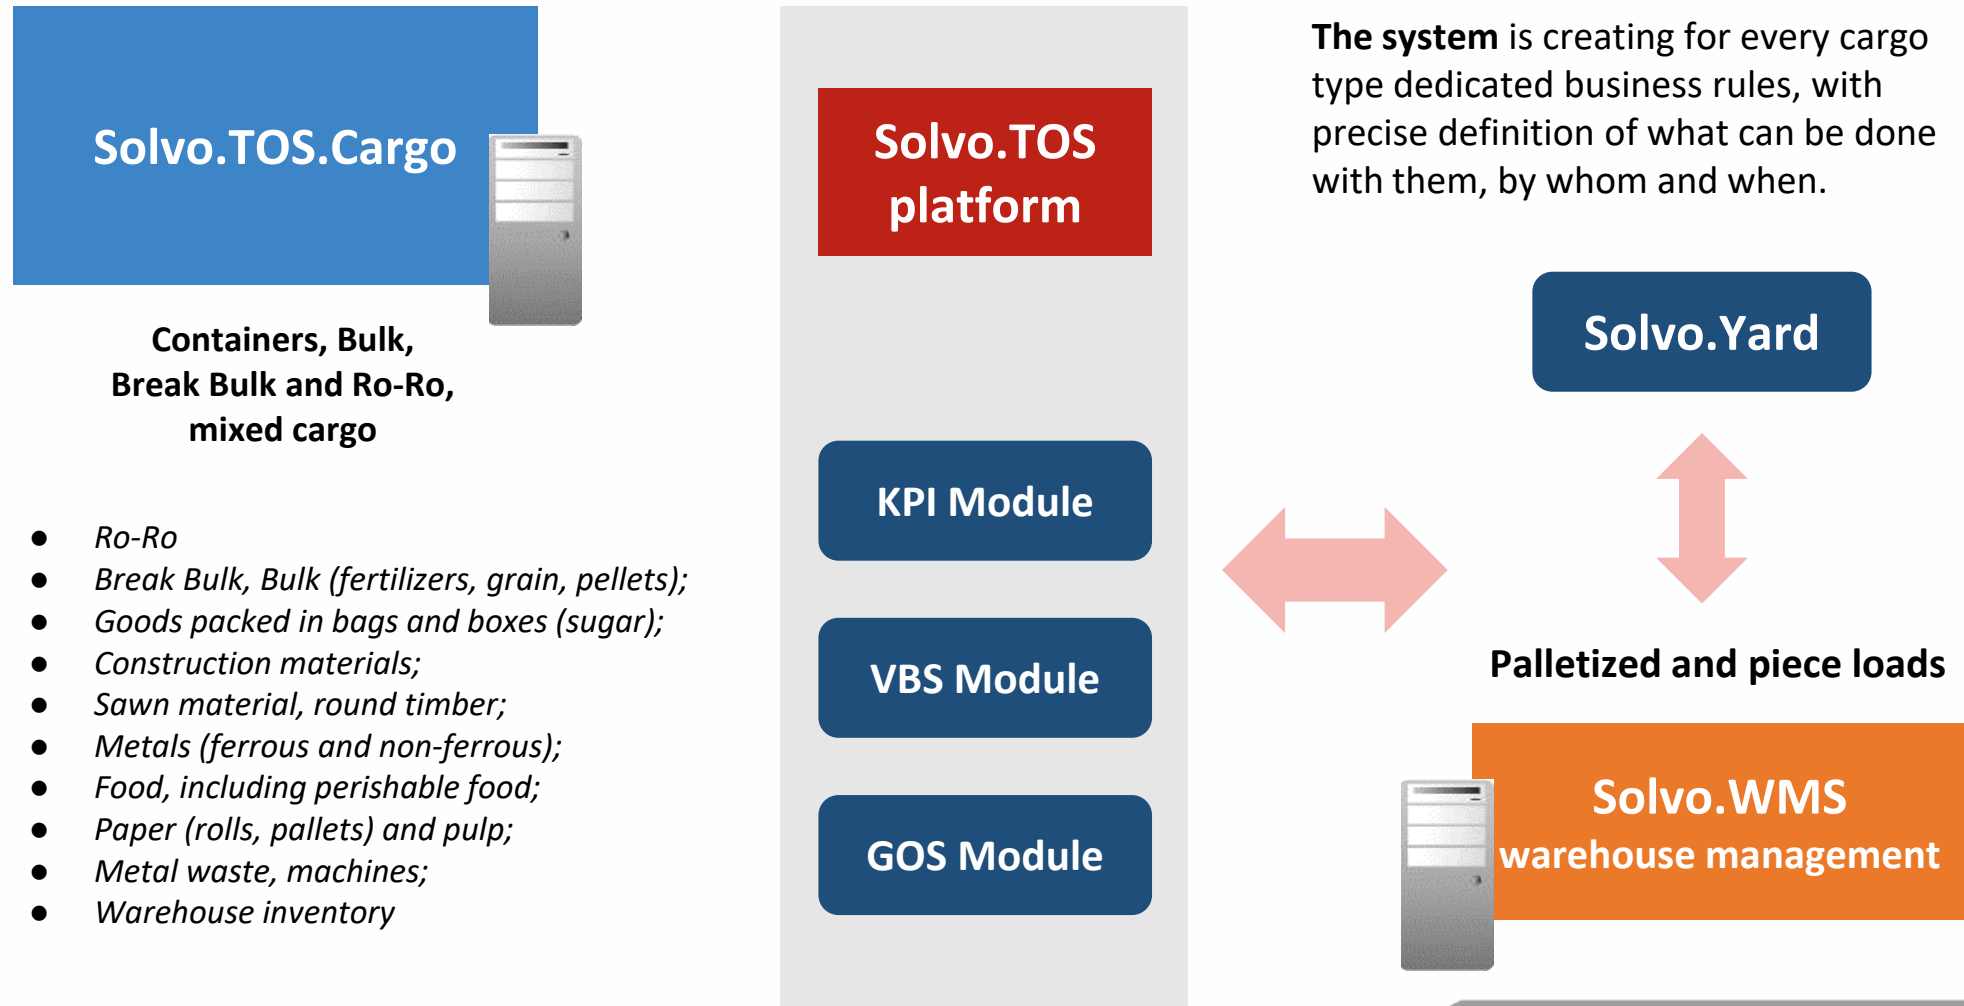 Solvo.TOS.Cargo
Containers, Bulk,
Break Bulk and Ro-Ro,
mixed cargo
● Ro-Ro
● Break Bulk, Bulk (fertilizers, grain, pellets);
● Goods packed in bags and boxes (sugar);
● Construction materials;
● Sawn material, round timber;
● Metals (ferrous and non-ferrous);
● Food, including perishable food;
● Paper (rolls, pallets) and pulp;
● Metal waste, machines;
● Warehouse inventory
Solvo.TOS
platform
KPI Module
VBS Module
GOS Module
The system is creating for every cargo
type dedicated business rules, with
precise definition of what can be done
with them, by whom and when.
Solvo.Yard
Palletized and piece loads
Solvo.WMS
warehouse management